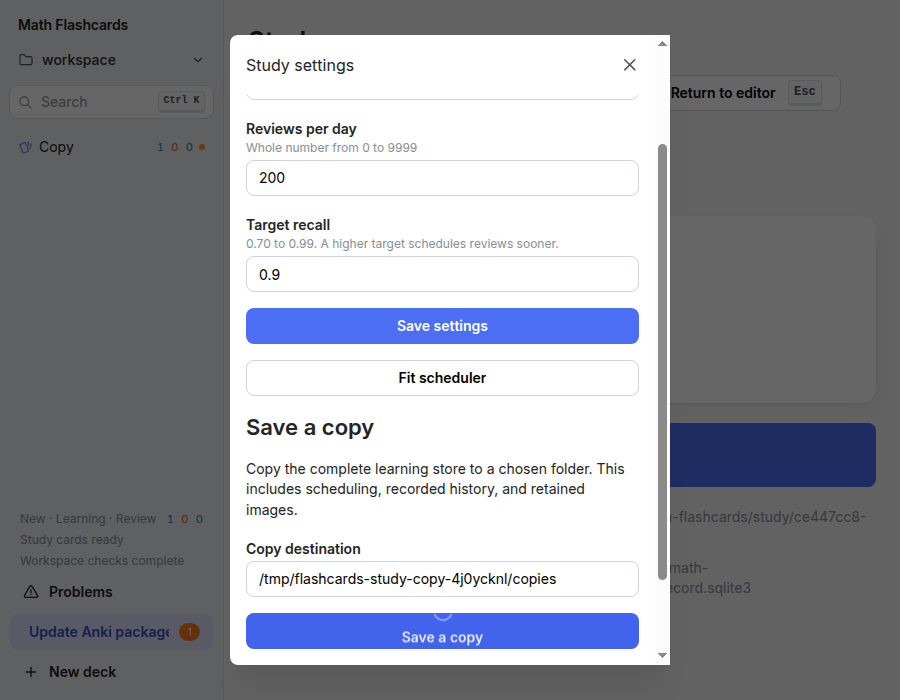 Math Flashcards
workspace
Search
Ctrl K
Copy
1 0 0
New · Learning · Review 1 0 0
Study cards ready
Workspace checks complete
Problems
Update Anki package
1
New deck
Return to editor
Esc
-flashcards/study/ce447cc8-
math-
ecord.sqlite3
Study settings
Reviews per day
Whole number from 0 to 9999
200
Target recall
0.70 to 0.99. A higher target schedules reviews sooner.
0.9
Save settings
Fit scheduler
Save a copy
Copy the complete learning store to a chosen folder. This
includes scheduling, recorded history, and retained
images.
Copy destination
/tmp/flashcards-study-copy-4j0ycknl/copies
Save a copy